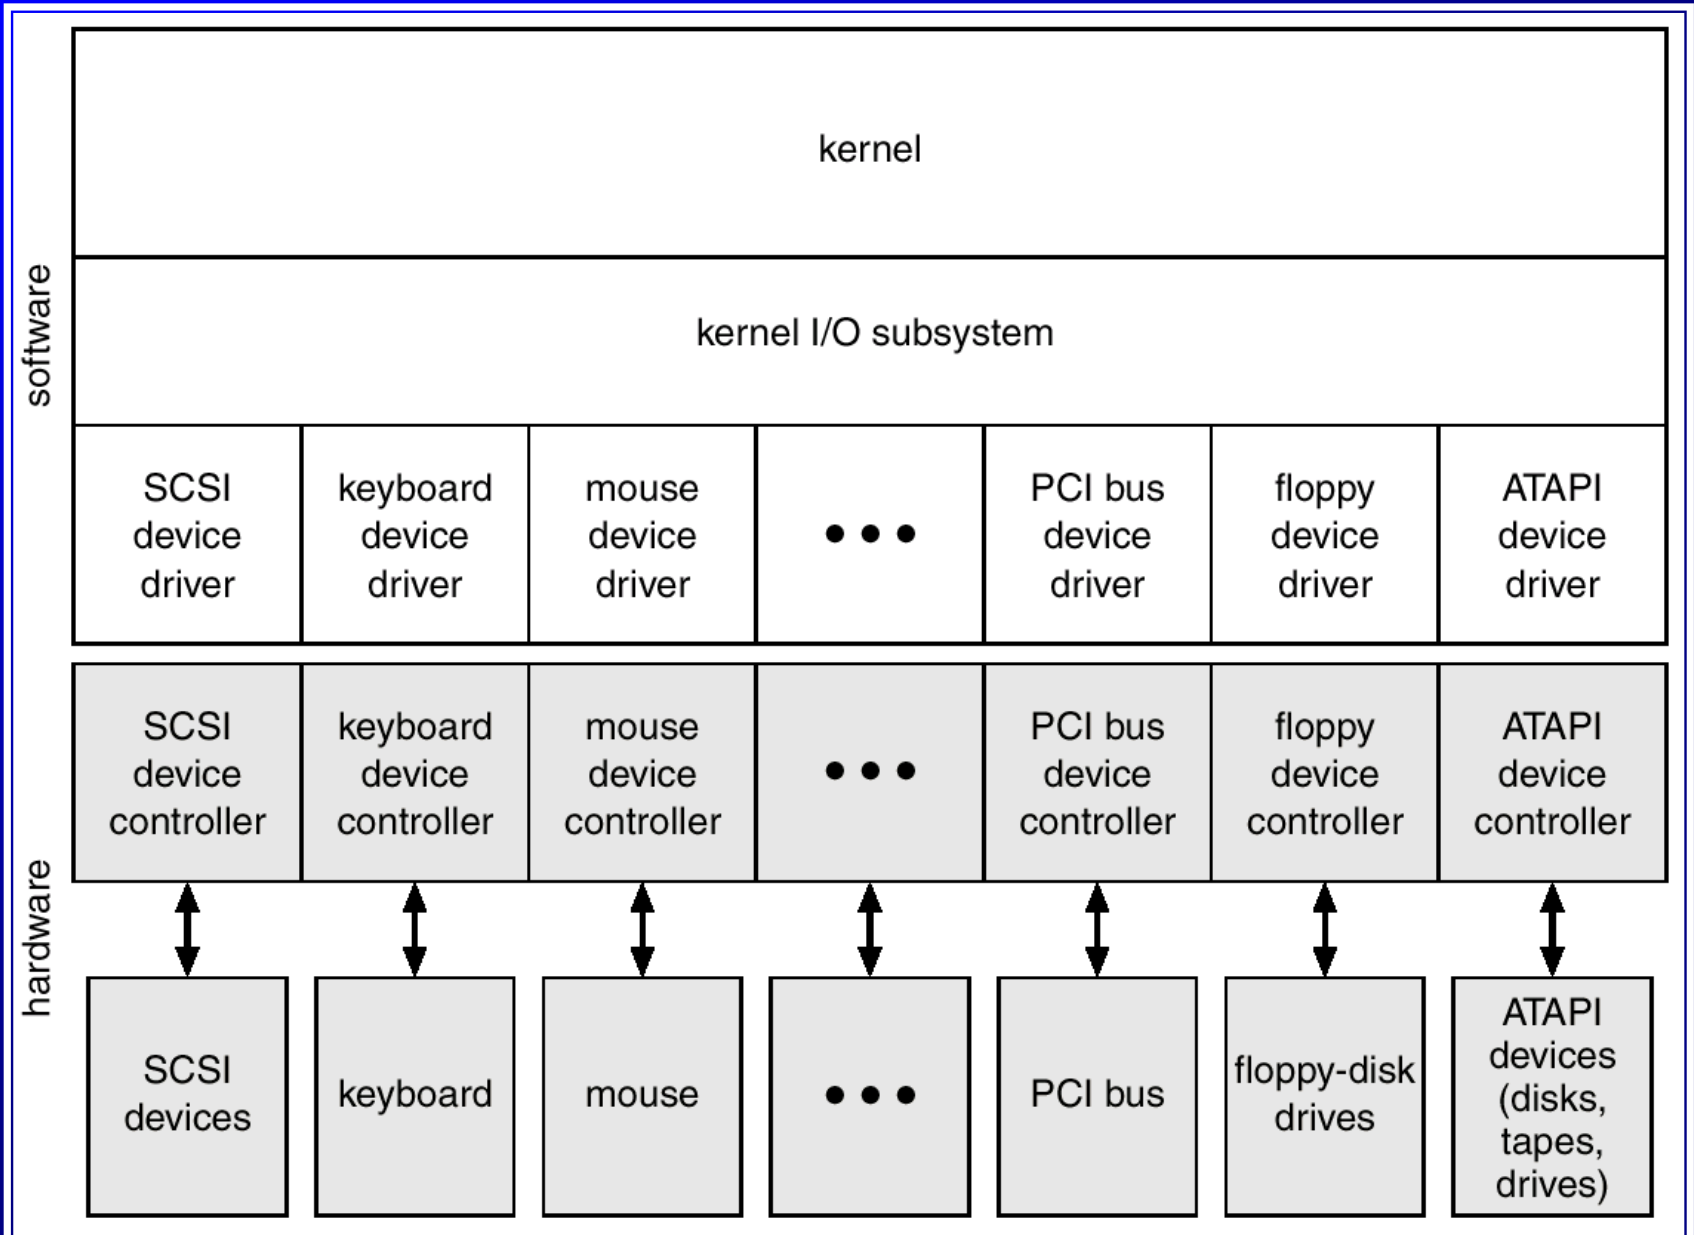 kernel
software
kernel I/O subsystem
SCSI
device
driver
keyboard
device
driver
mouse
device
driver
• • •
PCI bus
device
driver
floppy
device
driver
ATAPI
device
driver
hardware
SCSI
device
controller
keyboard
device
controller
mouse
device
controller
• • •
PCI bus
device
controller
floppy
device
controller
ATAPI
device
controller
SCSI
devices
keyboard
mouse
• • •
PCI bus
floppy-disk
drives
ATAPI
devices
(disks,
tapes,
drives)